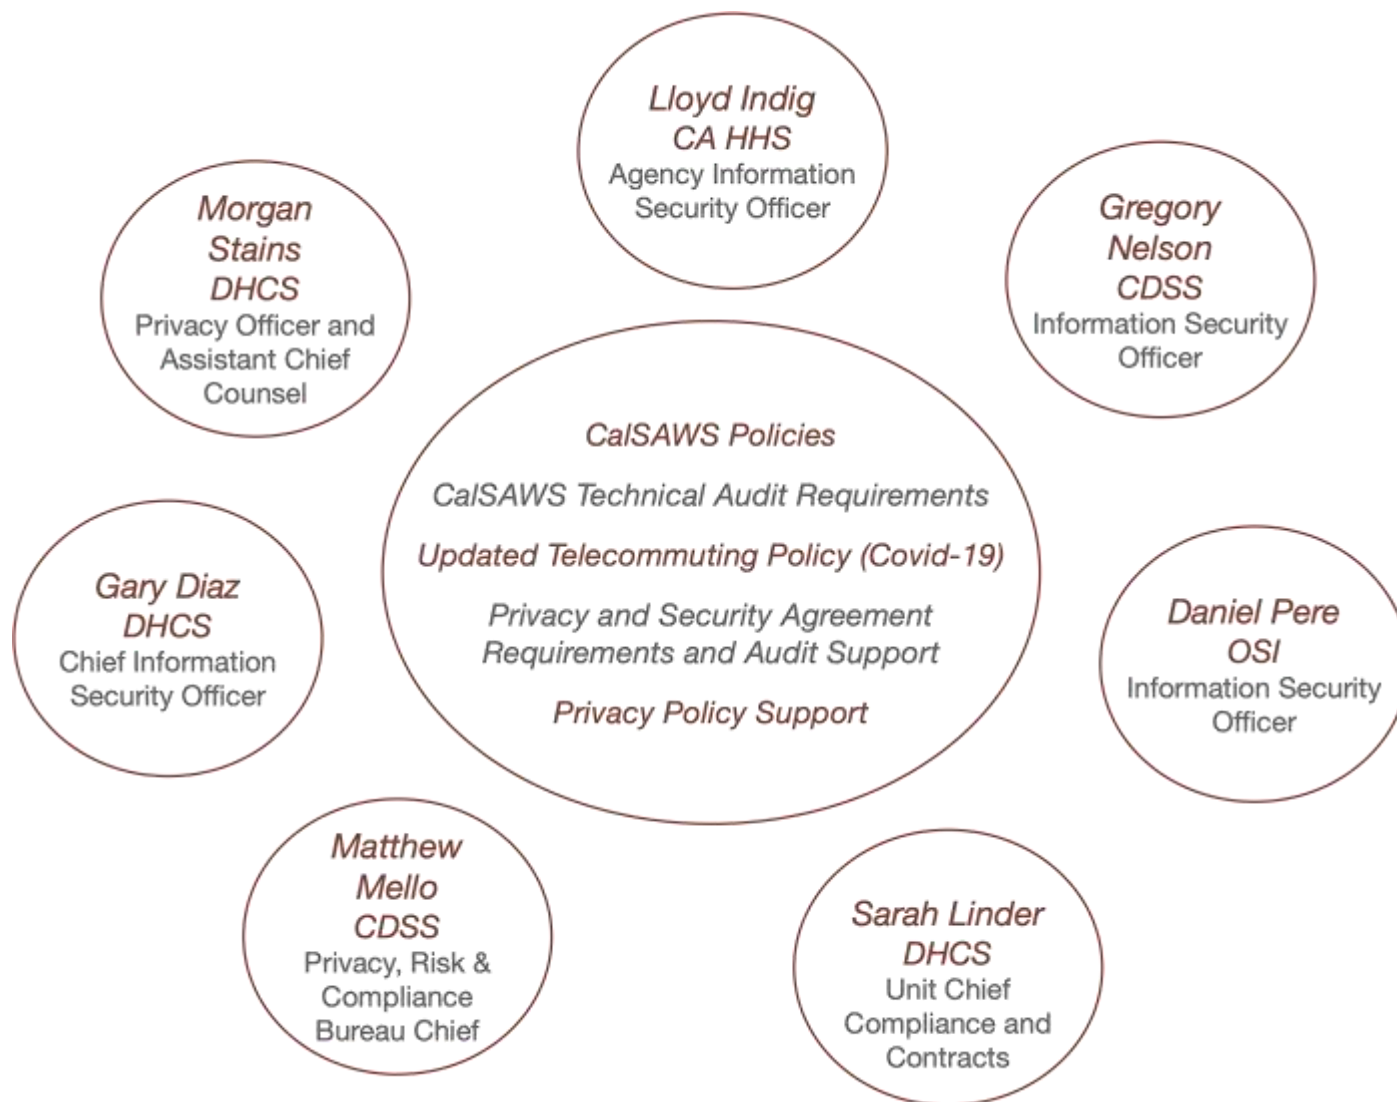 Lloyd Indig
CA HHS
Agency Information
Security Officer
Morgan
Stains
DHCS
Privacy Officer and
Assistant Chief
Counsel
Gregory
Nelson
CDSS
Information Security
Officer
CalSAWS Policies
CalSAWS Technical Audit Requirements
Updated Telecommuting Policy (Covid-19)
Privacy and Security Agreement
Requirements and Audit Support
Privacy Policy Support
Gary Diaz
DHCS
Chief Information
Security Officer
Daniel Pere
OSI
Information Security
Officer
Matthew
Mello
CDSS
Privacy, Risk &
Compliance
Bureau Chief
Sarah Linder
DHCS
Unit Chief
Compliance and
Contracts